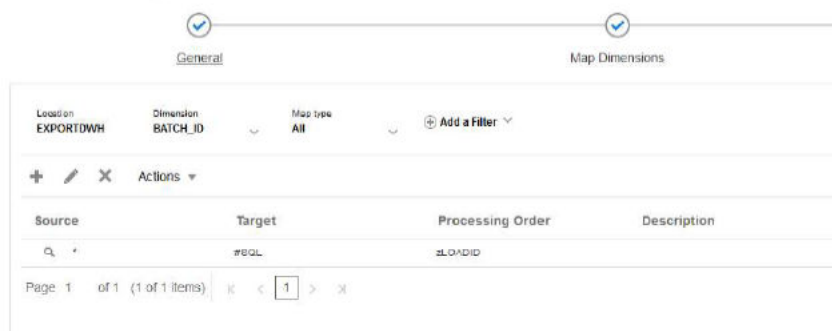 General Map Dimensions
Location Dimension Map type
EXPORTDWH BATCH_ID All Add a Filter
Actions
Source Target Processing Order Description
* #SQL zLOADID
Page 1 of 1 (1 of 1 items) 1